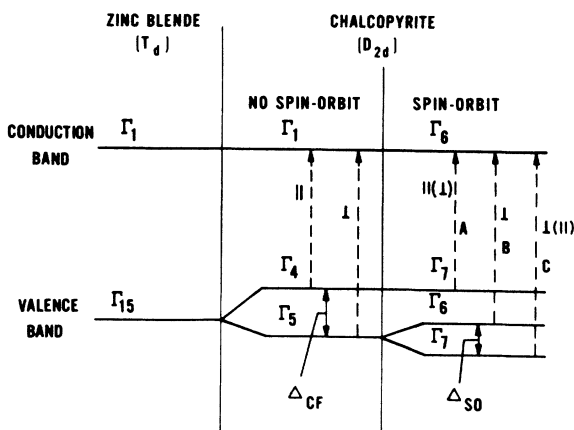 ZINC BLENDE
(T_d)
CHALCOPYRITE
(D_2d)
NO SPIN-ORBIT
SPIN-ORBIT
CONDUCTION
BAND
Γ1
Γ1
Γ6
||
⊥
||(⊥)
A
⊥
B
⊥(||)
C
Γ4
Γ7
VALENCE
BAND
Γ15
Γ5
Γ6
Γ7
Δ_CF
Δ_SO